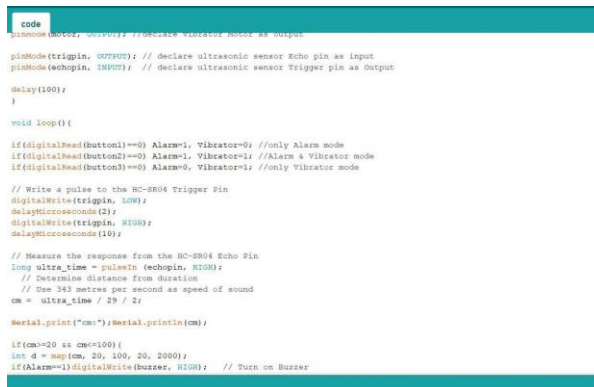 code
pinMode(motor, OUTPUT); //declare Vibrator Motor as output
pinMode(trigpin, OUTPUT); // declare ultrasonic sensor Echo pin as input
pinMode(echopin, INPUT); // declare ultrasonic sensor Trigger pin as Output
delay(100);
}
void loop(){
if(digitalRead(button1)==0) Alarm=1, Vibrator=0; //only Alarm mode
if(digitalRead(button2)==0) Alarm=1, Vibrator=1; //Alarm & Vibrator mode
if(digitalRead(button3)==0) Alarm=0, Vibrator=1; //only Vibrator mode
// Write a pulse to the HC-SR04 Trigger Pin
digitalWrite(trigpin, LOW);
delayMicroseconds(2);
digitalWrite(trigpin, HIGH);
delayMicroseconds(10);
// Measure the response from the HC-SR04 Echo Pin
long ultra_time = pulseIn (echopin, HIGH);
// Determine distance from duration
// Use 343 metres per second as speed of sound
cm = ultra_time / 29 / 2;
Serial.print("cm:");Serial.println(cm);
if(cm>=20 && cm<=100){
int d = map(cm, 20, 100, 20, 2000);
if(Alarm==1)digitalWrite(buzzer, HIGH); // Turn on Buzzer